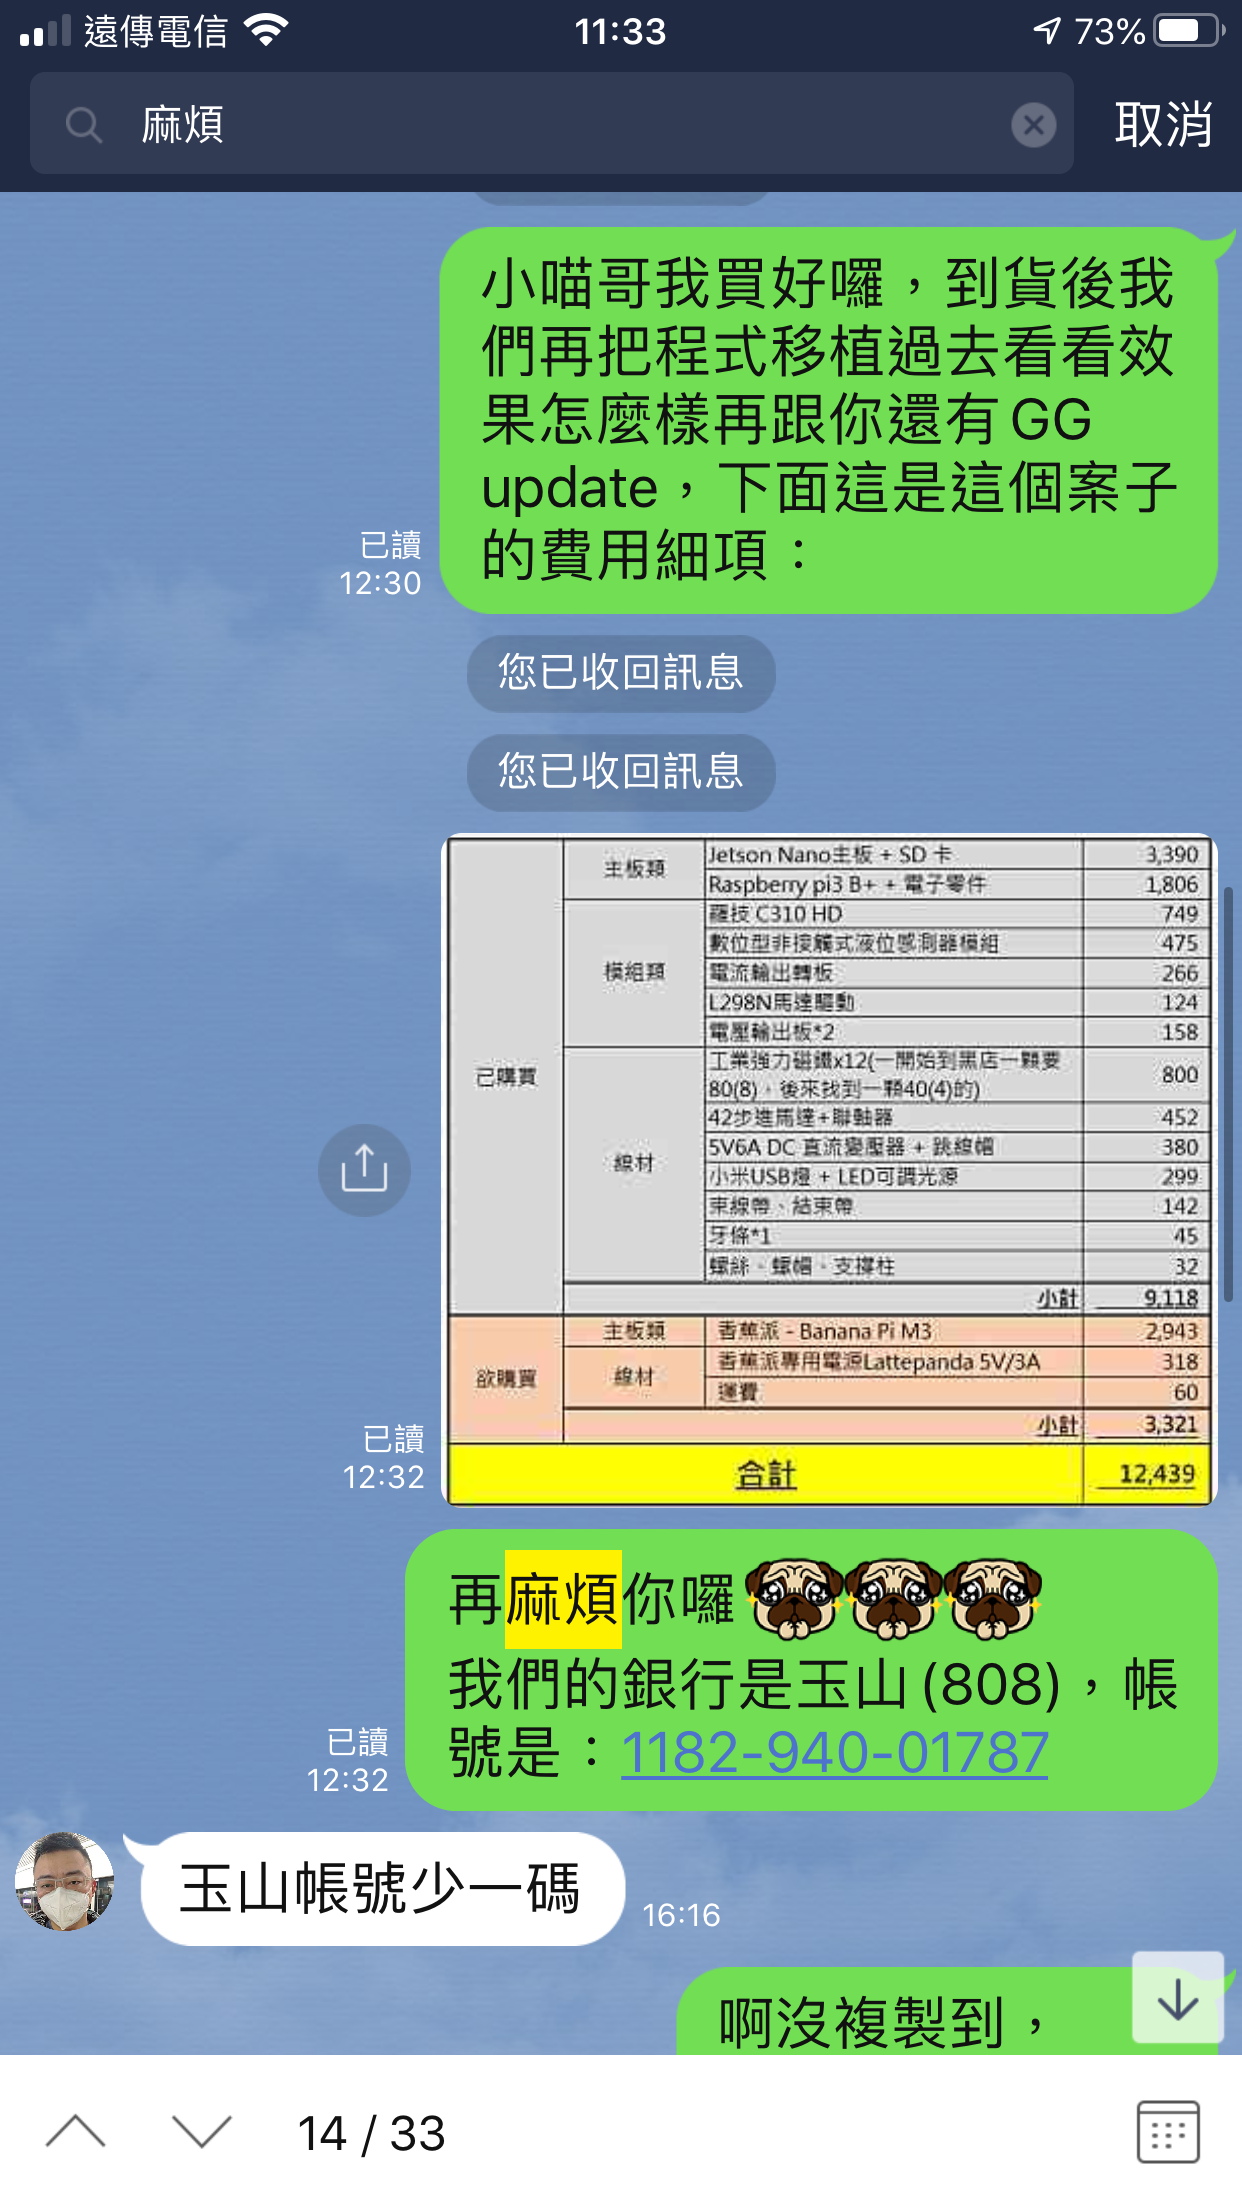 遠傳電信 11:33 73%
麻煩 取消
小喵哥我買好囉，到貨後我
們再把程式移植過去看看效
果怎麼樣再跟你還有GG
update，下面這是這個案子
的費用細項：
已讀
12:30
您已收回訊息
您已收回訊息
已購買
主板類
Jetson Nano主板 + SD 卡 3,390
Raspberry pi3 B+ + 電子零件 1,806
模組類
羅技 C310 HD 749
數位型非接觸式液位感測器模組 475
電流輸出轉板 266
L298N馬達驅動 124
電壓輸出板*2 158
線材
工業強力磁鐵x12(一開始到黑店一顆要
80(8)，後來找到一顆40(4)的) 800
42步進馬達+聯軸器 452
5V6A DC 直流變壓器 + 跳線帽 380
小米USB燈 + LED可調光源 299
束線帶、結束帶 142
牙條*1 45
螺絲、螺帽、支撐柱 32
小計 9,118
欲購買
主板類
香蕉派 - Banana Pi M3 2,943
線材
香蕉派專用電源Lattepanda 5V/3A 318
運費 60
小計 3,321
合計 12,439
已讀
12:32
再麻煩你囉
我們的銀行是玉山(808)，帳
號是：1182-940-01787
已讀
12:32
玉山帳號少一碼
16:16
啊沒複製到，
14 / 33